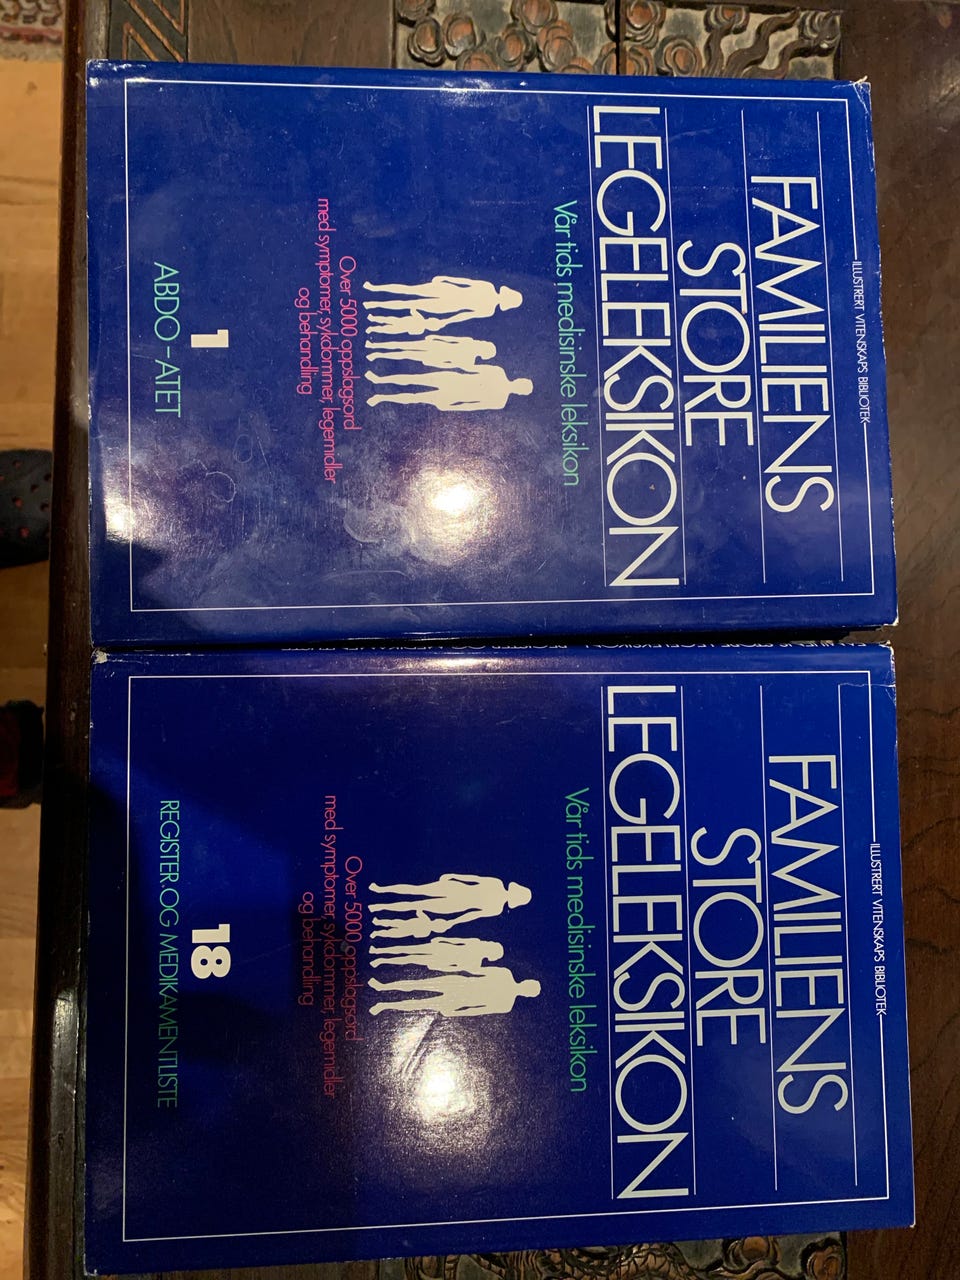 ILLUSTRERT VITENSKAPS BIBLIOTEK
FAMILIENS
STORE
LEGELEKSIKON
Vår tids medisinske leksikon
Over 5000 oppslagsord
med symptomer, sykdommer, legemidler
og behandling
1
ABDO-ATET
ILLUSTRERT VITENSKAPS BIBLIOTEK
FAMILIENS
STORE
LEGELEKSIKON
Vår tids medisinske leksikon
Over 5000 oppslagsord
med symptomer, sykdommer, legemidler
og behandling
18
REGISTER OG MEDIKAMENTLISTE